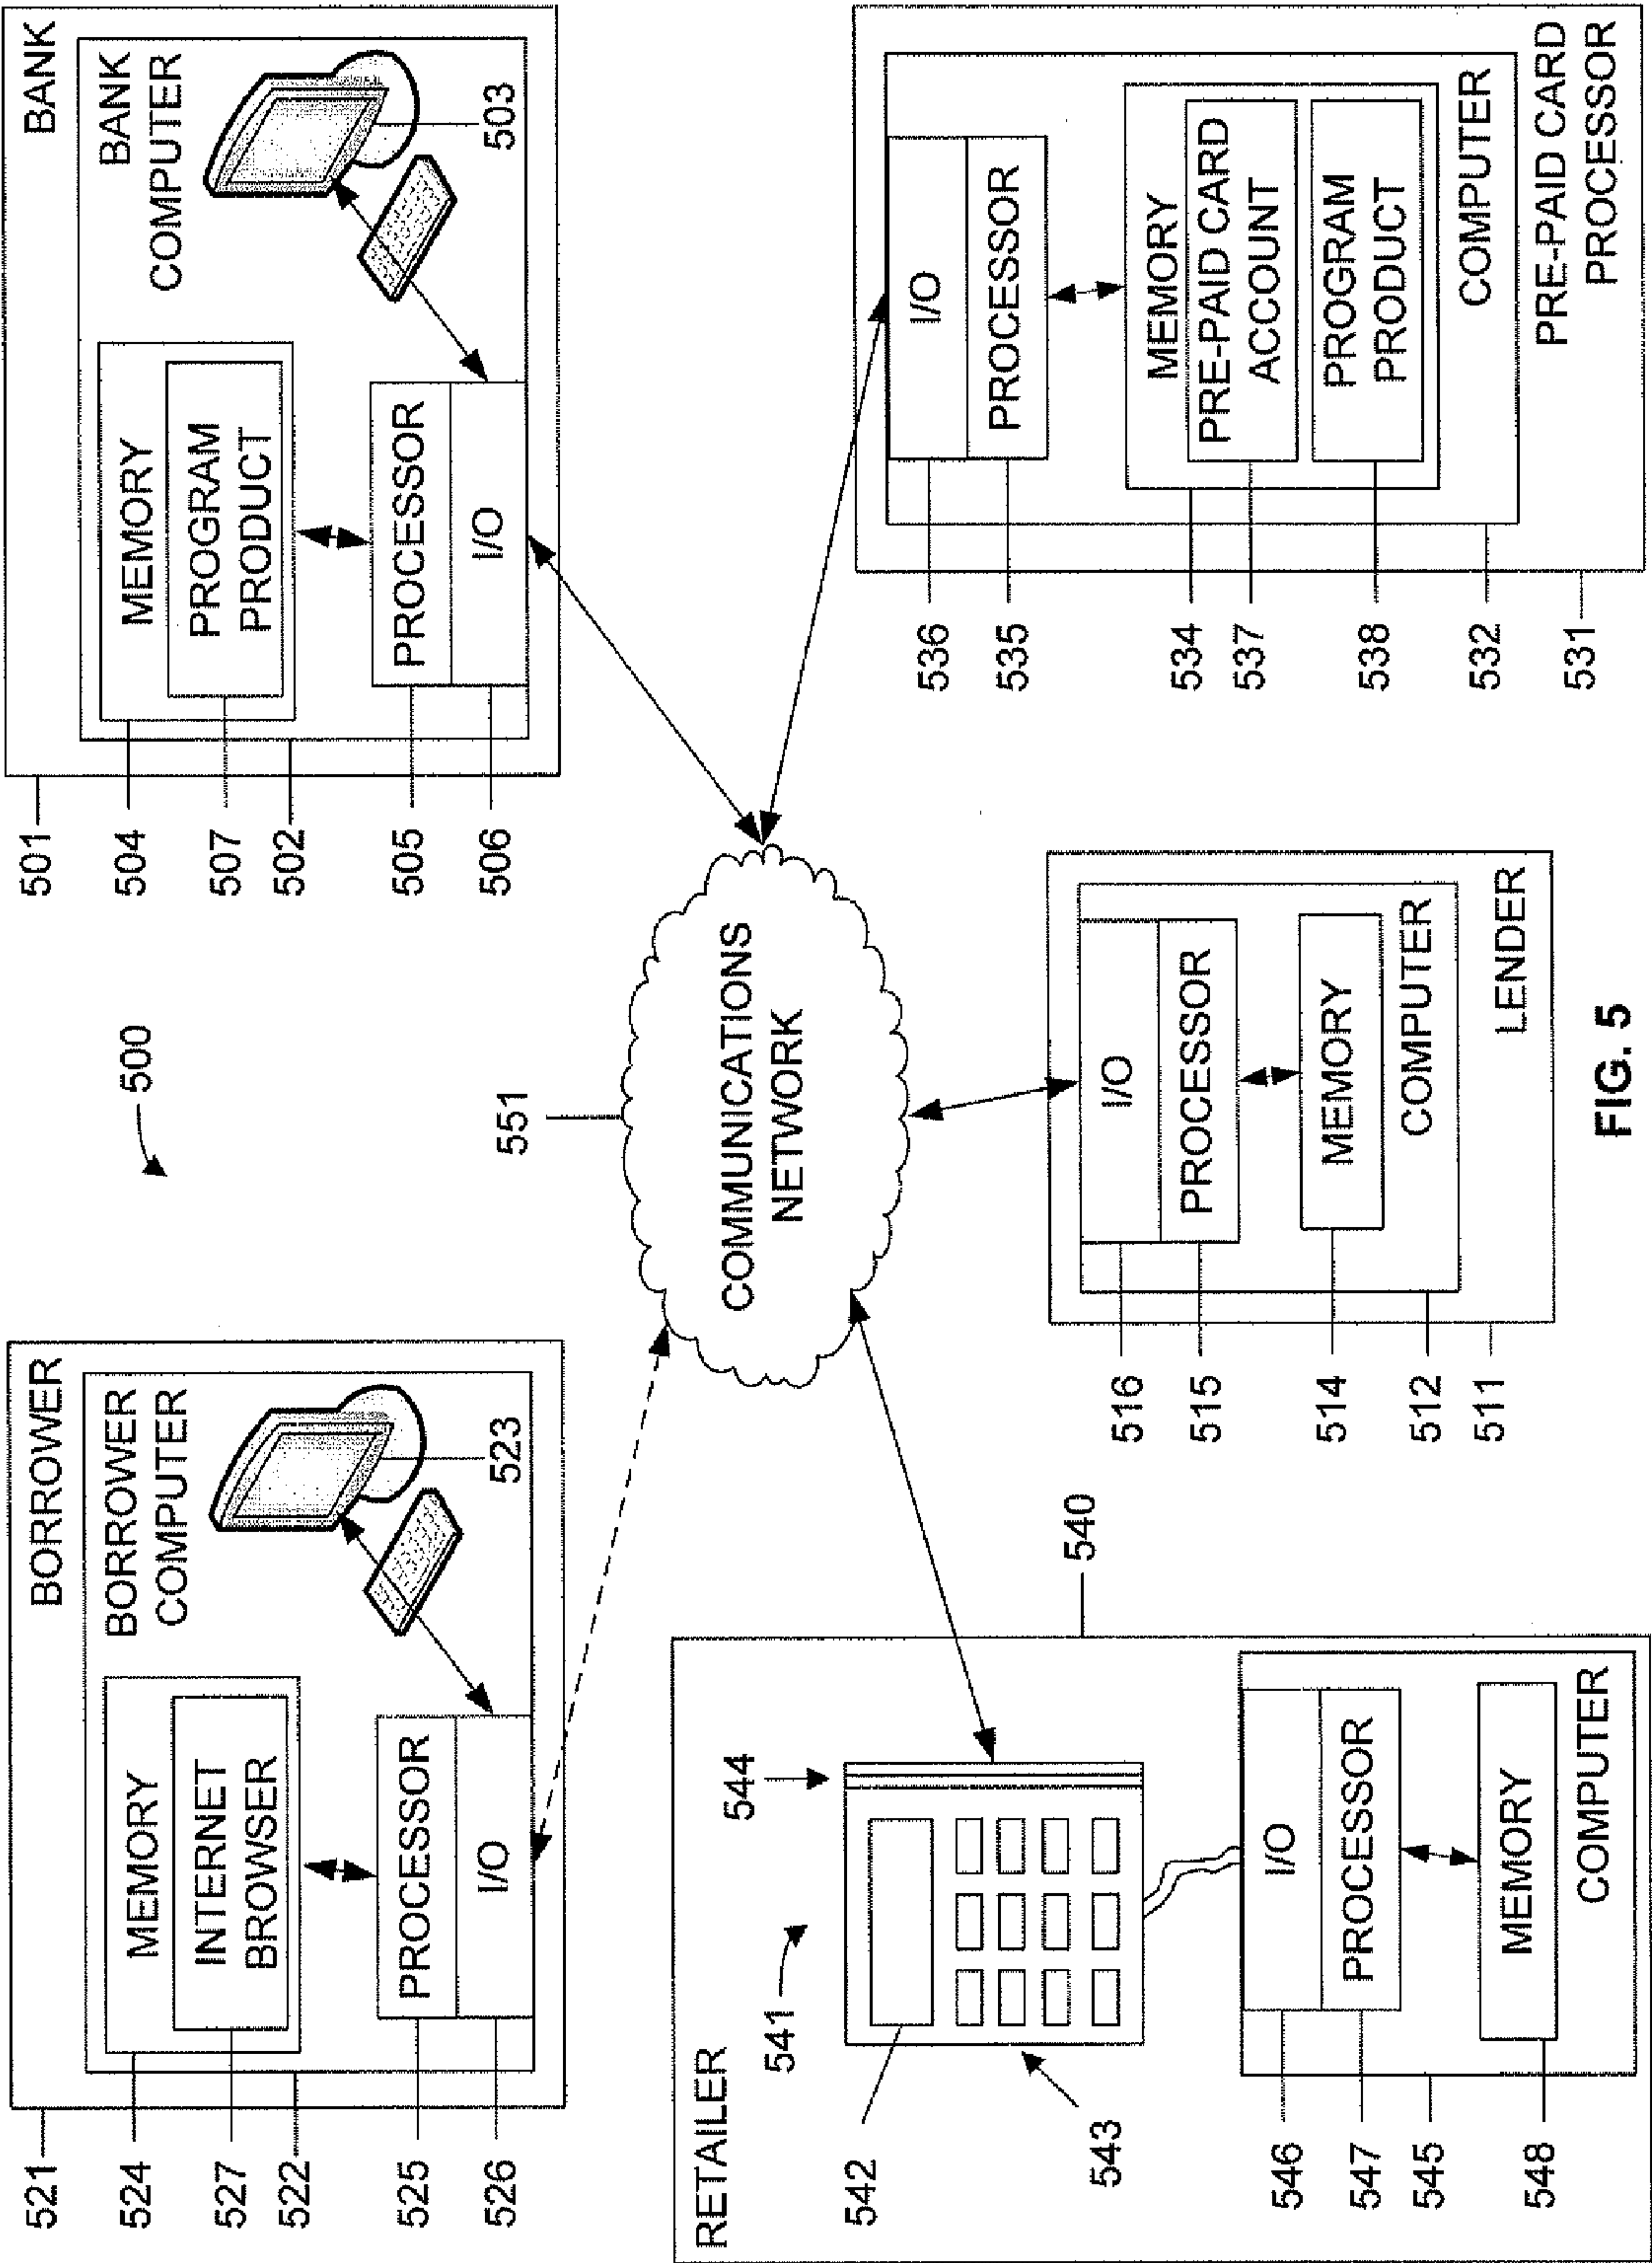 500
BORROWER
BORROWER
COMPUTER
MEMORY
INTERNET
BROWSER
PROCESSOR
I/O
521
524
527
522
525
526
523
BANK
BANK
COMPUTER
MEMORY
PROGRAM
PRODUCT
PROCESSOR
I/O
501
504
507
502
505
506
503
551
COMMUNICATIONS
NETWORK
RETAILER
540
541
544
542
543
I/O
PROCESSOR
MEMORY
COMPUTER
546
547
545
548
I/O
PROCESSOR
MEMORY
COMPUTER
LENDER
516
515
514
512
511
I/O
PROCESSOR
MEMORY
PRE-PAID CARD
ACCOUNT
PROGRAM
PRODUCT
COMPUTER
PRE-PAID CARD
PROCESSOR
536
535
534
537
538
532
531
FIG. 5